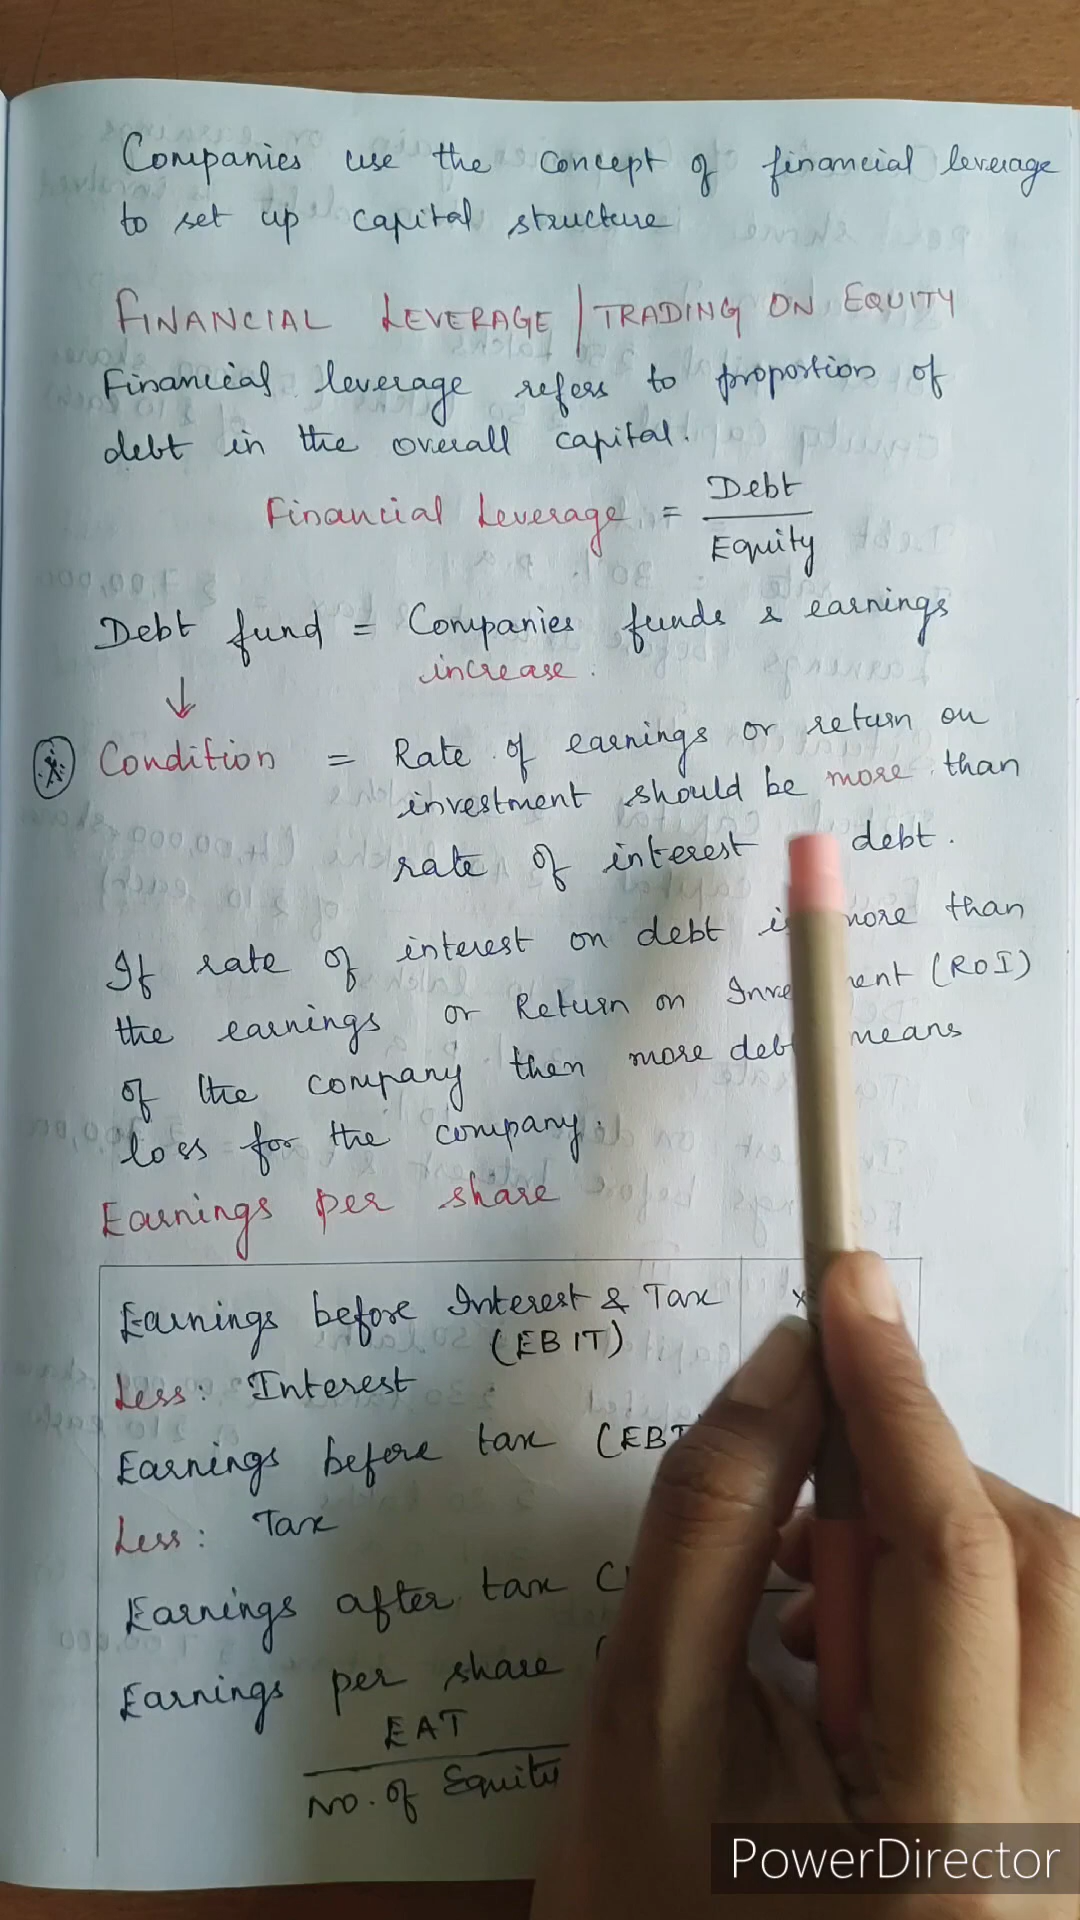 Companies use the concept of financial leverage
to set up capital structure
FINANCIAL LEVERAGE | TRADING ON EQUITY
Financial leverage refers to proportion of
debt in the overall capital.
Financial Leverage = Debt
Equity
Debt fund = Companies funds & earnings
increase.
Condition = Rate of earnings or return on
investment should be more than
rate of interest debt.
If rate of interest on debt is more than
the earnings or Return on (ROI)
of the company then more debt means
loss for the company.
Earnings per share
Earnings before Interest & Tax
(EBIT)
Less: Interest
Earnings before tax (EBT
Less: Tax
Earnings after tax (
Earnings per share (
EAT
No. of Equity
PowerDirector